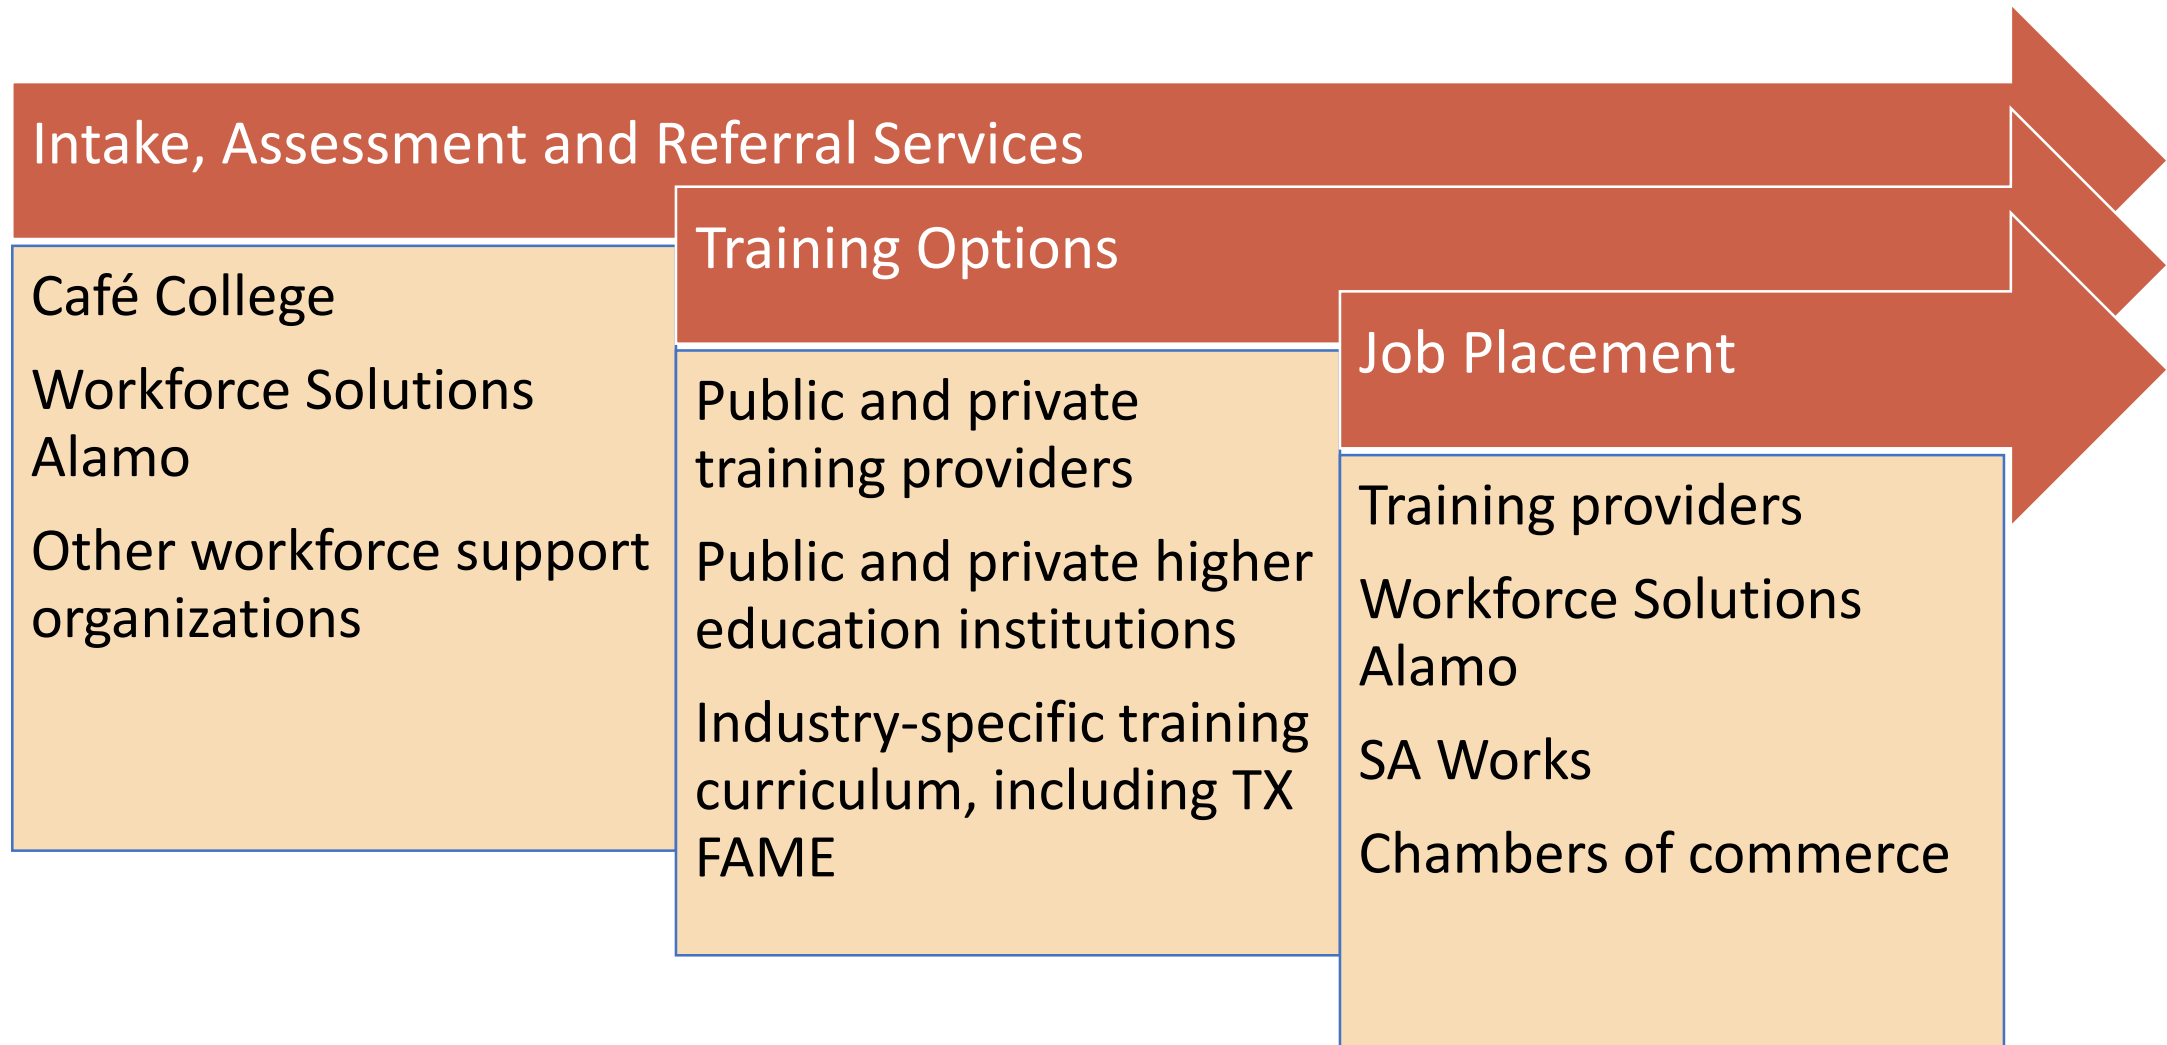 Intake, Assessment and Referral Services
Café College
Workforce Solutions
Alamo
Other workforce support
organizations
Training Options
Public and private
training providers
Public and private higher
education institutions
Industry-specific training
curriculum, including TX
FAME
Job Placement
Training providers
Workforce Solutions
Alamo
SA Works
Chambers of commerce